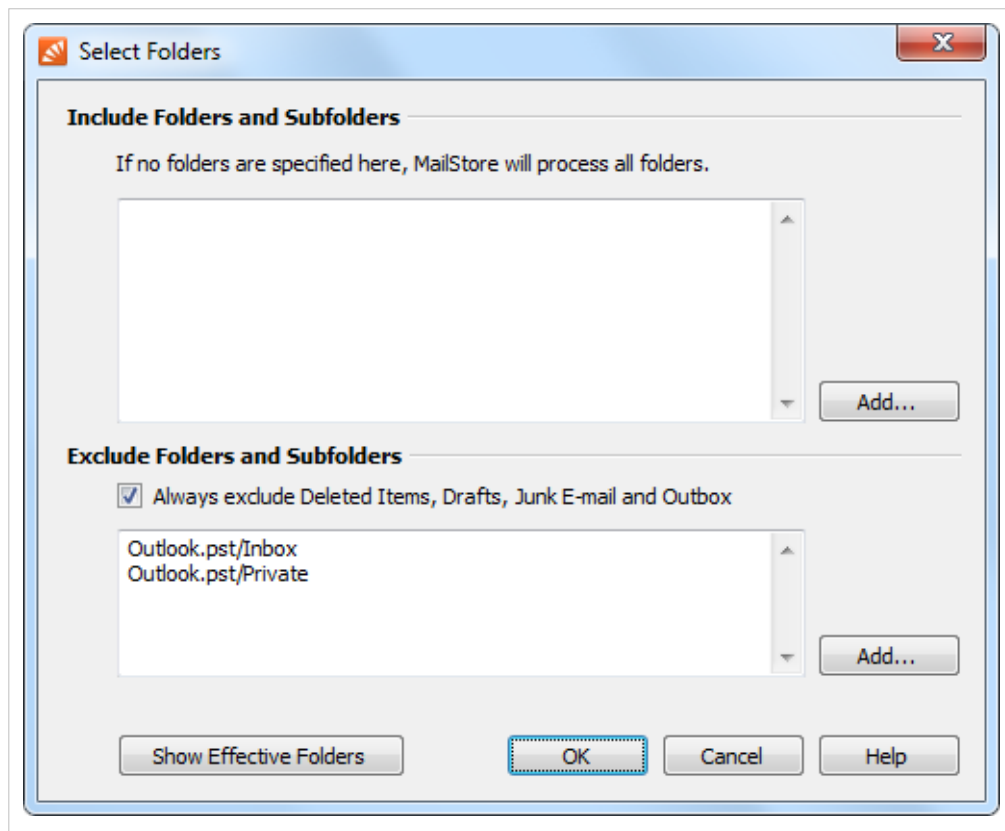 Select Folders
Include Folders and Subfolders
If no folders are specified here, MailStore will process all folders.
Add...
Exclude Folders and Subfolders
Always exclude Deleted Items, Drafts, Junk E-mail and Outbox
Outlook.pst/Inbox
Outlook.pst/Private
Add...
Show Effective Folders OK Cancel Help